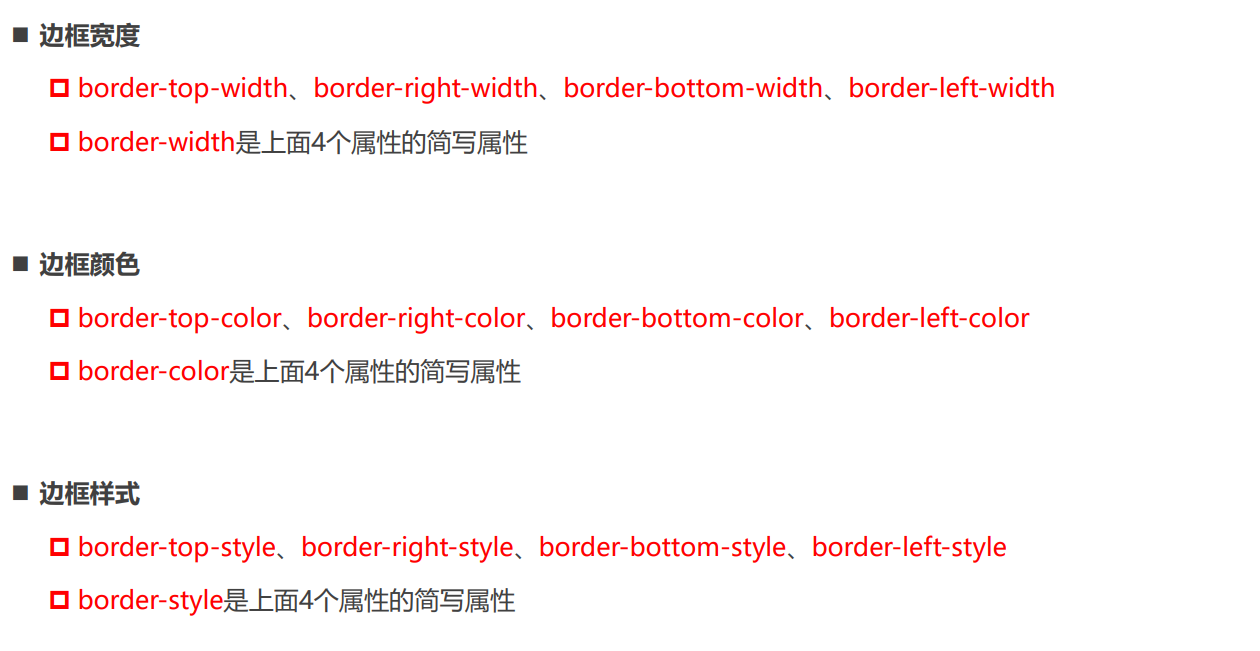 ■ 边框宽度
border-top-width、border-right-width、border-bottom-width、border-left-width
border-width是上面4个属性的简写属性
■ 边框颜色
border-top-color、border-right-color、border-bottom-color、border-left-color
border-color是上面4个属性的简写属性
■ 边框样式
border-top-style、border-right-style、border-bottom-style、border-left-style
border-style是上面4个属性的简写属性